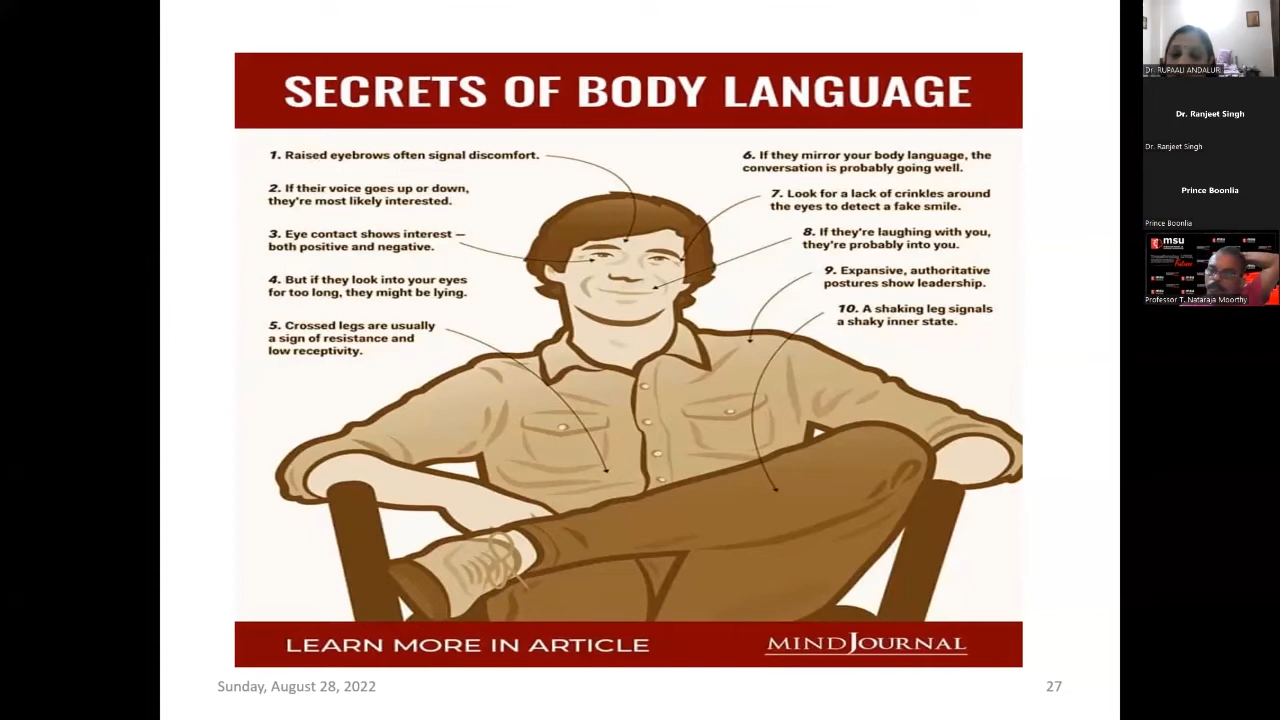 SECRETS OF BODY LANGUAGE
1. Raised eyebrows often signal discomfort.
2. If their voice goes up or down,
they're most likely interested.
3. Eye contact shows interest –
both positive and negative.
4. But if they look into your eyes
for too long, they might be lying.
5. Crossed legs are usually
a sign of resistance and
low receptivity.
6. If they mirror your body language, the
conversation is probably going well.
7. Look for a lack of crinkles around
the eyes to detect a fake smile.
8. If they're laughing with you,
they're probably into you.
9. Expansive, authoritative
postures show leadership.
10. A shaking leg signals
a shaky inner state.
LEARN MORE IN ARTICLE
MINDJOURNAL
Sunday, August 28, 2022
27
Dr. RUPAALI ANDALURI
Dr. Ranjeet Singh
Dr. Ranjeet Singh
Prince Boonlia
Prince Boonlia
msu
Professor T. Nataraja Moorthy